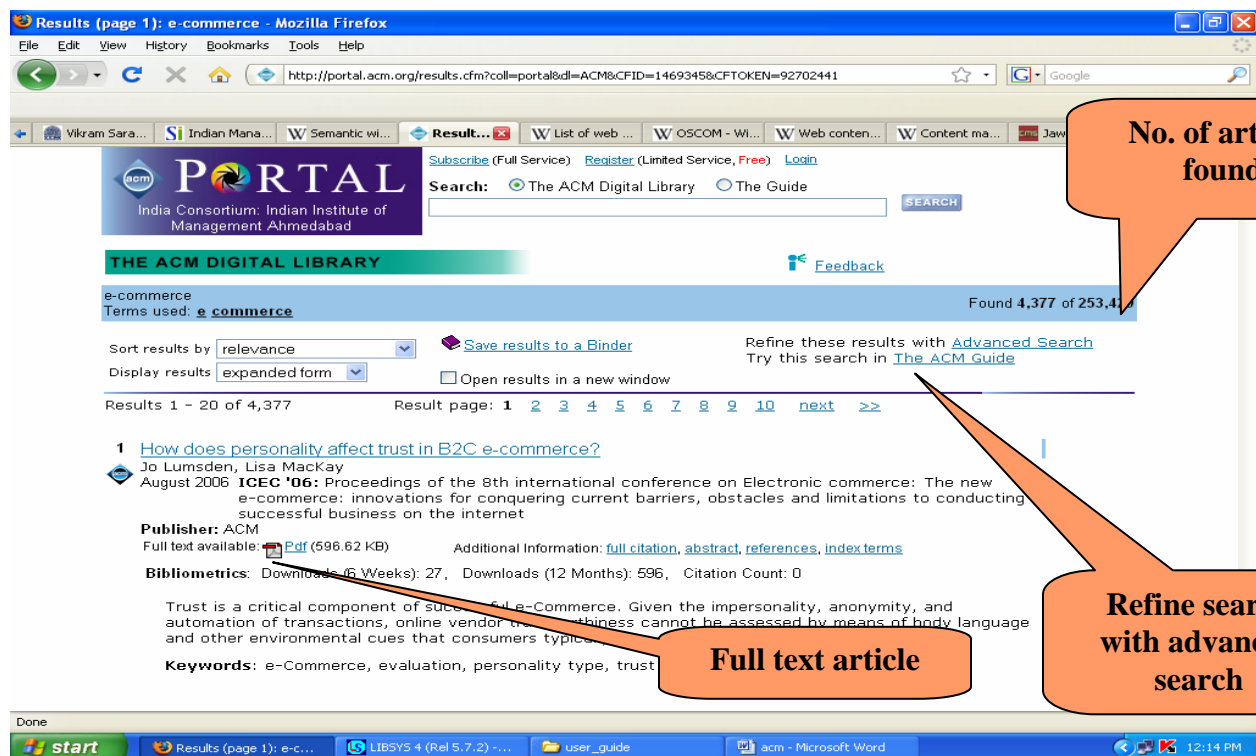 Results (page 1): e-commerce - Mozilla Firefox
File Edit View History Bookmarks Tools Help
http://portal.acm.org/results.cfm?coll=portal&dl=ACM&CFID=1469345&CFTOKEN=92702441 Google
Vikram Sara... Indian Mana... Semantic wi... Result... List of web ... OSCOM - Wi... Web conten... Content ma... Jaw
No. of art
found
acm PORTAL
India Consortium: Indian Institute of
Management Ahmedabad
Subscribe (Full Service) Register (Limited Service, Free) Login
Search: The ACM Digital Library The Guide
SEARCH
THE ACM DIGITAL LIBRARY
Feedback
e-commerce
Terms used: e commerce
Found 4,377 of 253,420
Sort results by relevance
Display results expanded form
Save results to a Binder
Open results in a new window
Refine these results with Advanced Search
Try this search in The ACM Guide
Results 1 - 20 of 4,377 Result page: 1 2 3 4 5 6 7 8 9 10 next >>
1 How does personality affect trust in B2C e-commerce?
Jo Lumsden, Lisa MacKay
August 2006 ICEC '06: Proceedings of the 8th international conference on Electronic commerce: The new
e-commerce: innovations for conquering current barriers, obstacles and limitations to conducting
successful business on the internet
Publisher: ACM
Full text available: Pdf (596.62 KB) Additional Information: full citation, abstract, references, index terms
Bibliometrics: Downloads (6 Weeks): 27, Downloads (12 Months): 596, Citation Count: 0
Trust is a critical component of successful e-Commerce. Given the impersonality, anonymity, and
automation of transactions, online vendor trustworthiness cannot be assessed by means of body language
and other environmental cues that consumers
Keywords: e-Commerce, evaluation, personality type, trust
Full text article
Refine sear
with advan
search
Done
start Results (page 1): e-c... LIBSYS 4 (Rel 5.7.2) -... user_guide acm - Microsoft Word 12:14 PM